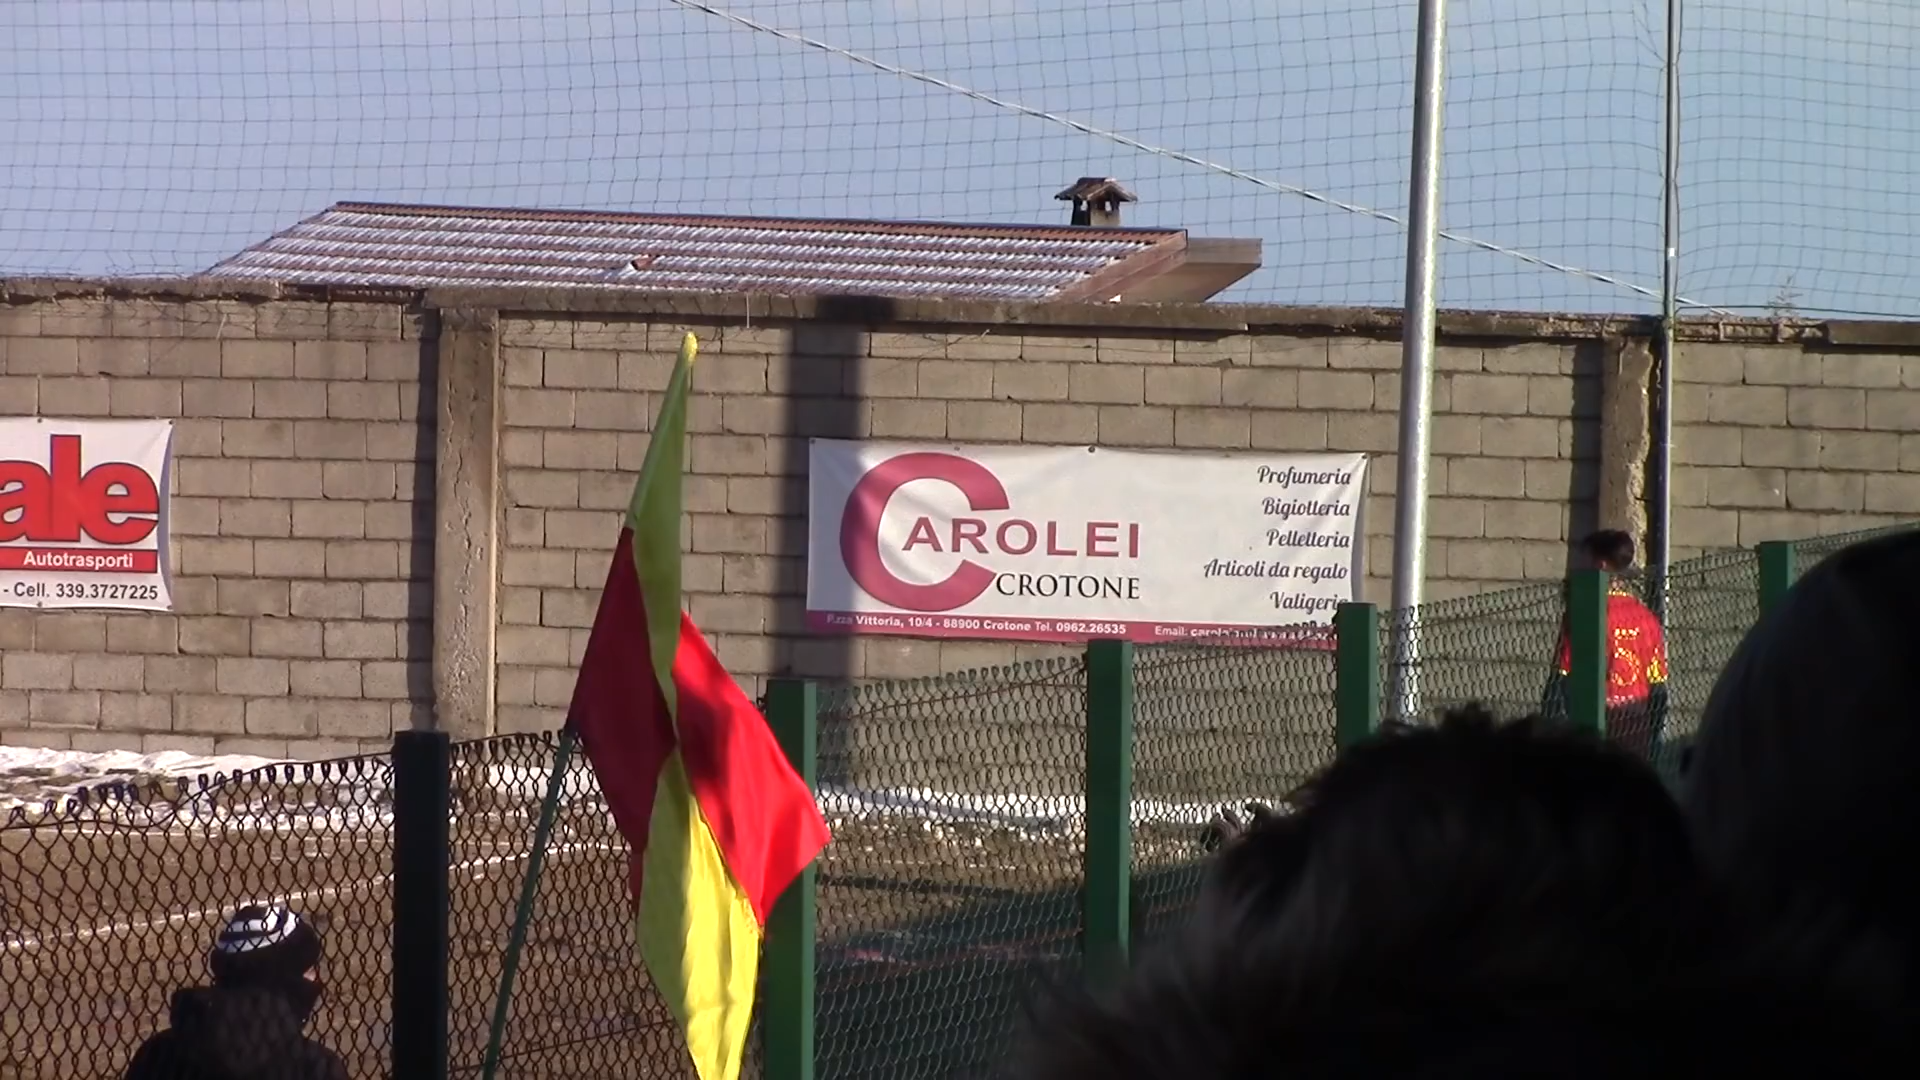 ale
Autotrasporti
- Cell. 339.3727225
CAROLEI
CROTONE
Profumeria
Bigiotteria
Pelletteria
Articoli da regalo
Valigeria
P.zza Vittoria, 10/4 - 88900 Crotone Tel. 0962.26535
Email: